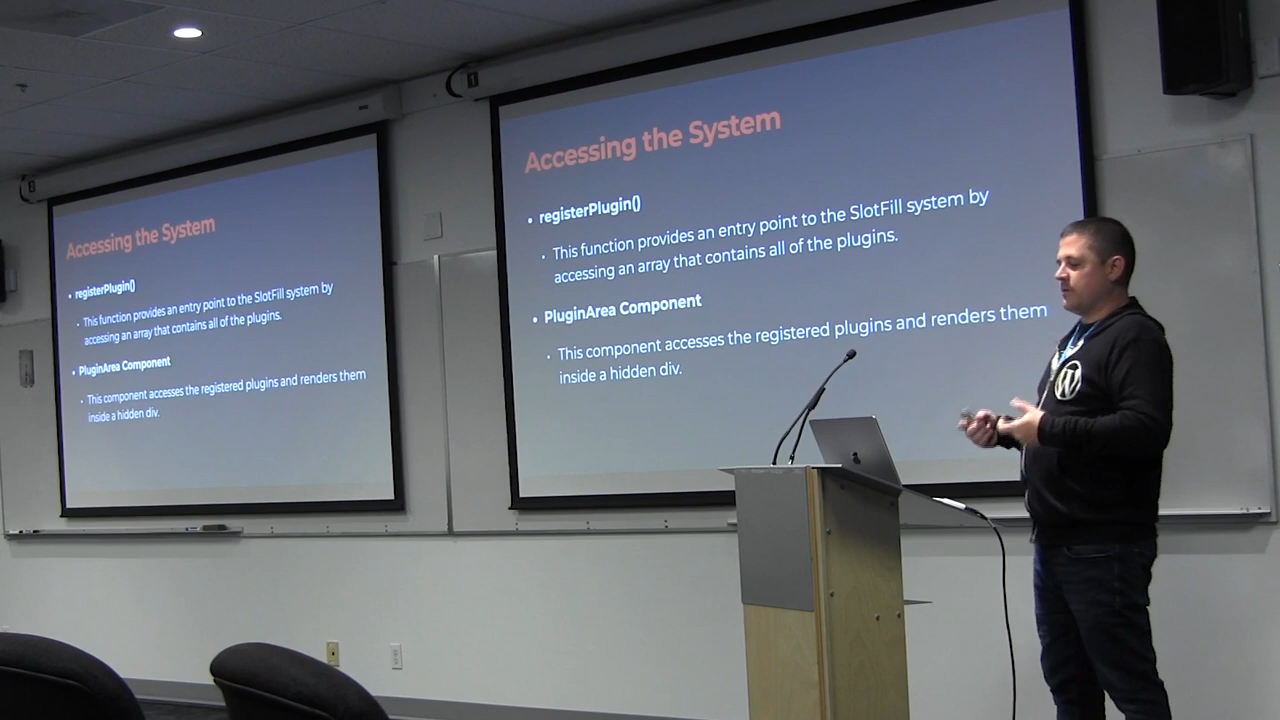 Accessing the System
• registerPlugin()
• This function provides an entry point to the SlotFill system by
accessing an array that contains all of the plugins.
• PluginArea Component
• This component accesses the registered plugins and renders them
inside a hidden div.
Accessing the System
• registerPlugin()
• This function provides an entry point to the SlotFill system by
accessing an array that contains all of the plugins.
• PluginArea Component
• This component accesses the registered plugins and renders them
inside a hidden div.
2
1
W